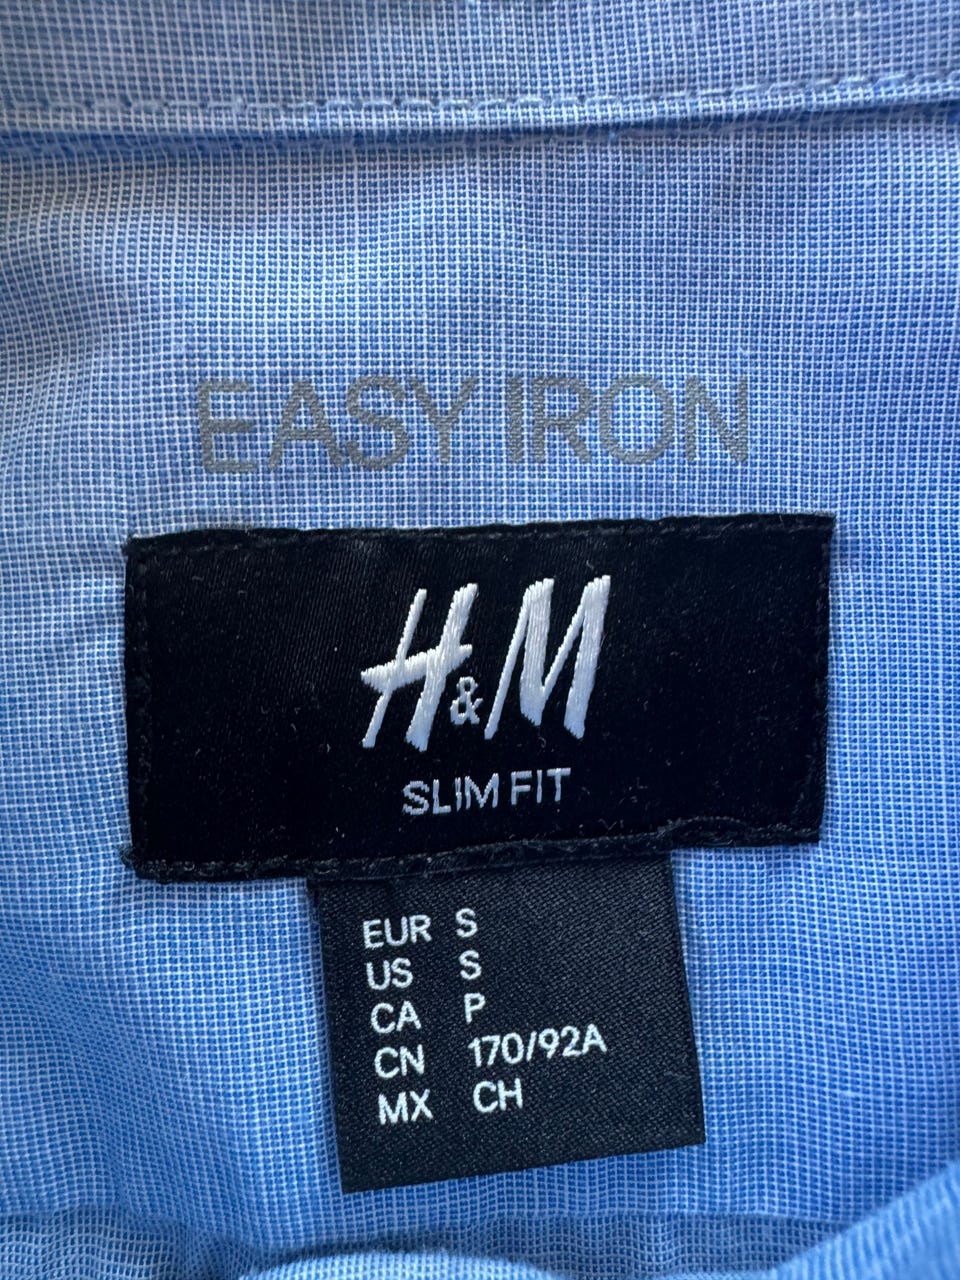 EASY IRON
H&M
SLIM FIT
EUR S
US S
CA P
CN 170/92A
MX CH